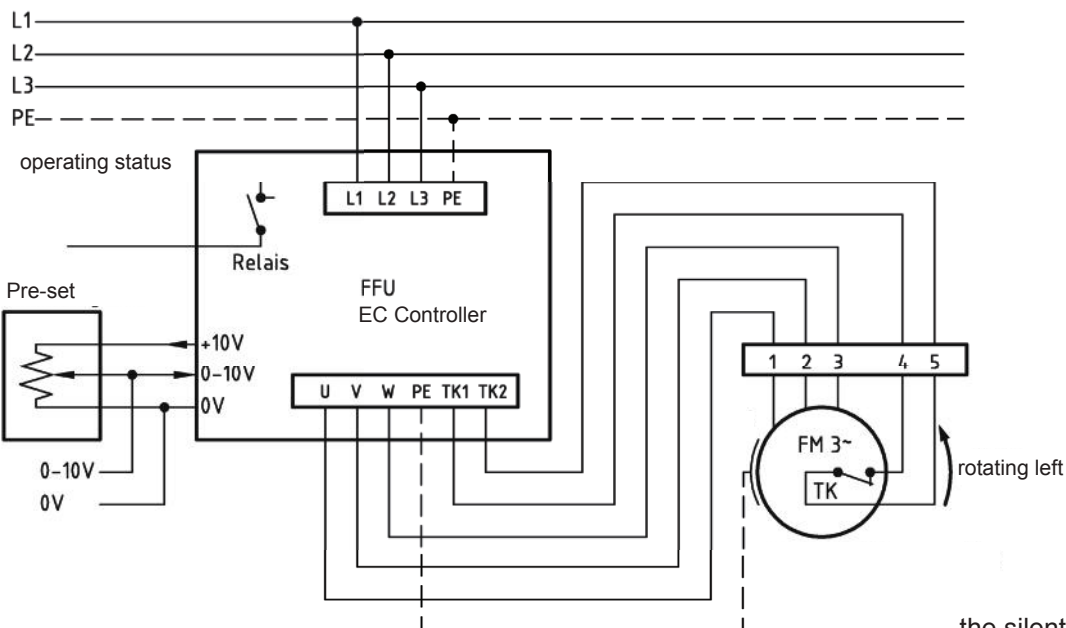 L1
L2
L3
PE
operating status
L1 L2 L3 PE
Relais
Pre-set
FFU
EC Controller
+10V
0-10V
0V
U V W PE TK1 TK2
1 2 3 4 5
FM 3~
TK
rotating left
0-10V
0V
the silent